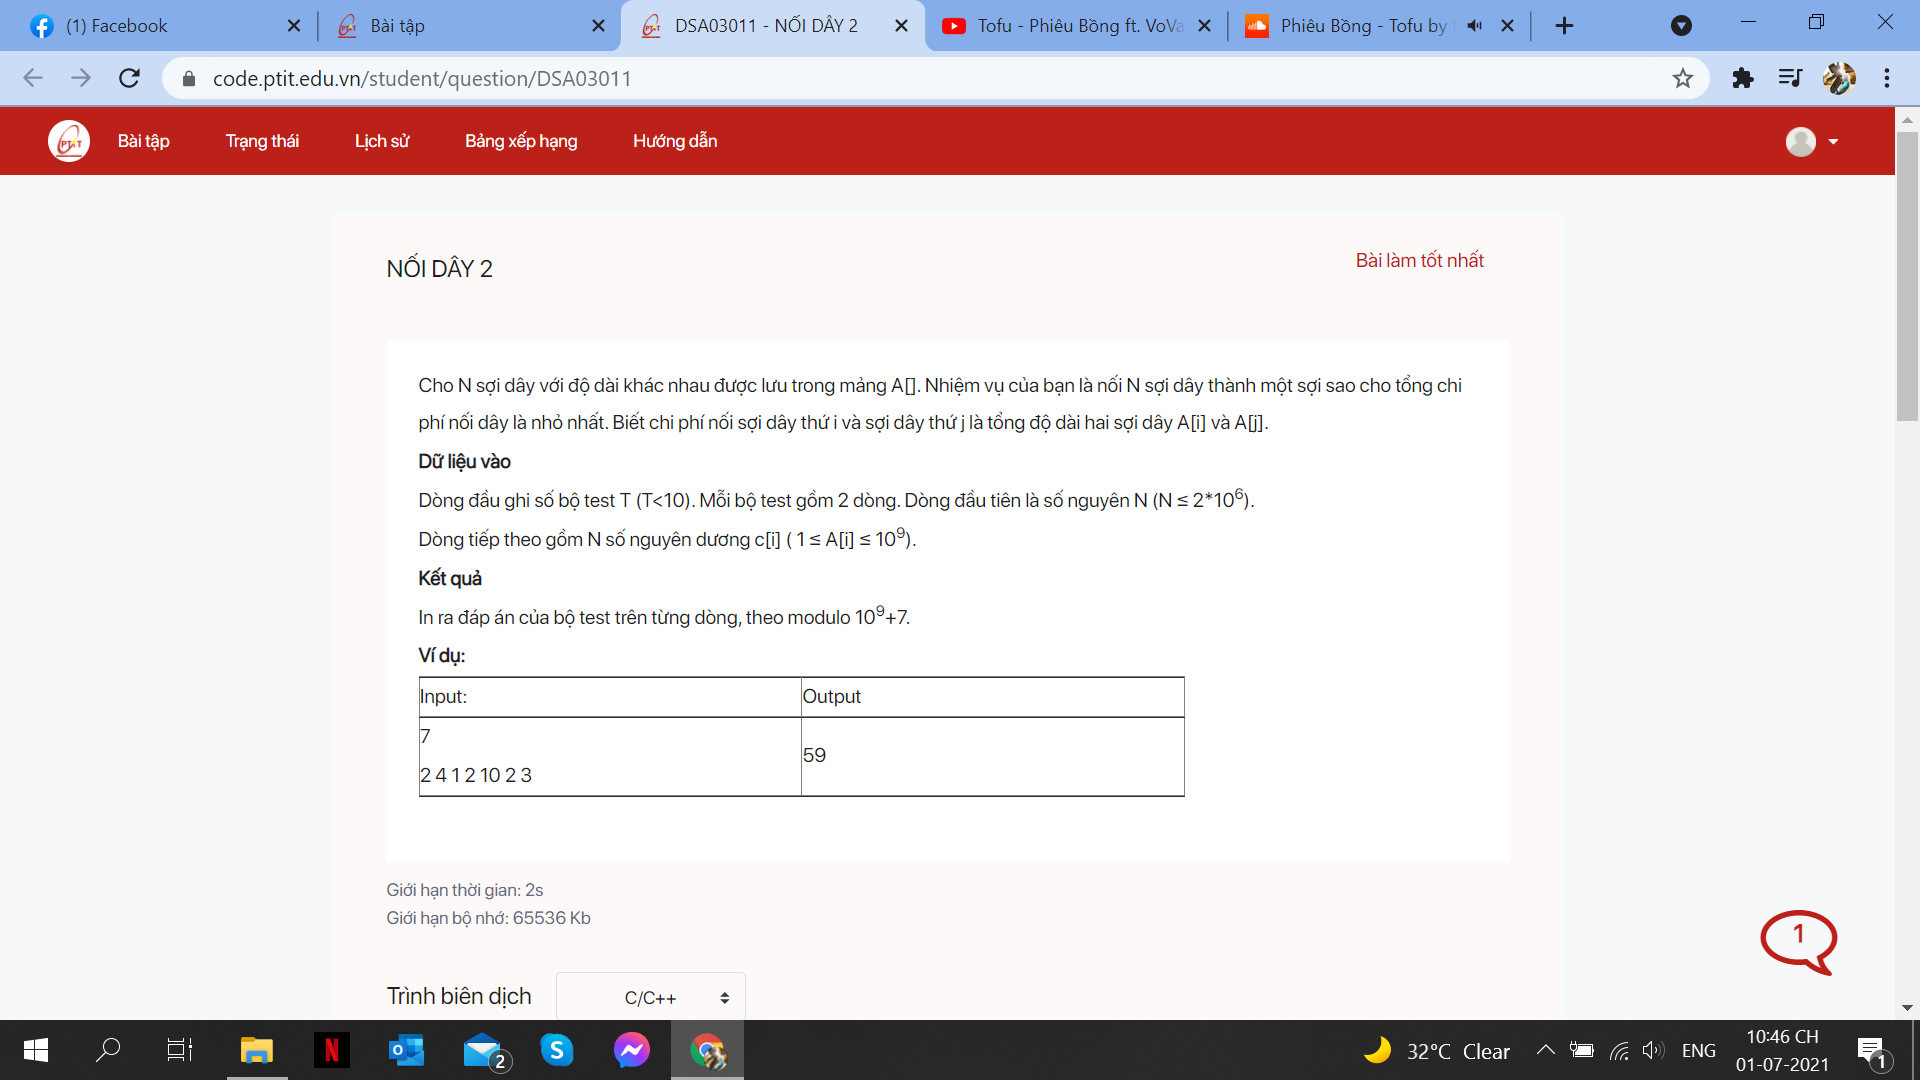 (1) Facebook
Bài tập
DSA03011 - NỐI DÂY 2
Tofu - Phiêu Bồng ft. VoVa
Phiêu Bồng - Tofu by
code.ptit.edu.vn/student/question/DSA03011
Bài tập Trạng thái Lịch sử Bảng xếp hạng Hướng dẫn
NỐI DÂY 2
Bài làm tốt nhất
Cho N sợi dây với độ dài khác nhau được lưu trong mảng A[]. Nhiệm vụ của bạn là nối N sợi dây thành một sợi sao cho tổng chi
phí nối dây là nhỏ nhất. Biết chi phí nối sợi dây thứ i và sợi dây thứ j là tổng độ dài hai sợi dây A[i] và A[j].
Dữ liệu vào
Dòng đầu ghi số bộ test T (T<10). Mỗi bộ test gồm 2 dòng. Dòng đầu tiên là số nguyên N (N ≤ 2*10⁶).
Dòng tiếp theo gồm N số nguyên dương c[i] ( 1 ≤ A[i] ≤ 10⁹).
Kết quả
In ra đáp án của bộ test trên từng dòng, theo modulo 10⁹+7.
Ví dụ:
Input: Output
7
2 4 1 2 10 2 3
59
Giới hạn thời gian: 2s
Giới hạn bộ nhớ: 65536 Kb
1
Trình biên dịch C/C++
2
32°C Clear
ENG
10:46 CH
01-07-2021
1